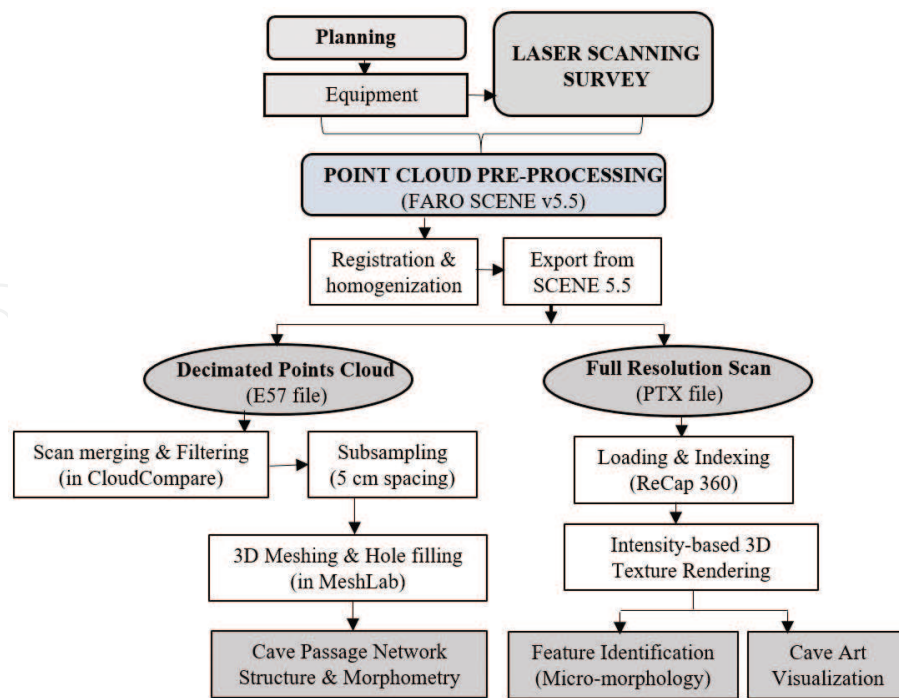 Planning
LASER SCANNING
SURVEY
Equipment
POINT CLOUD PRE-PROCESSING
(FARO SCENE v5.5)
Registration &
homogenization
Export from
SCENE 5.5
Decimated Points Cloud
(E57 file)
Full Resolution Scan
(PTX file)
Scan merging & Filtering
(in CloudCompare)
Subsampling
(5 cm spacing)
Loading & Indexing
(ReCap 360)
3D Meshing & Hole filling
(in MeshLab)
Intensity-based 3D
Texture Rendering
Cave Passage Network
Structure & Morphometry
Feature Identification
(Micro-morphology)
Cave Art
Visualization